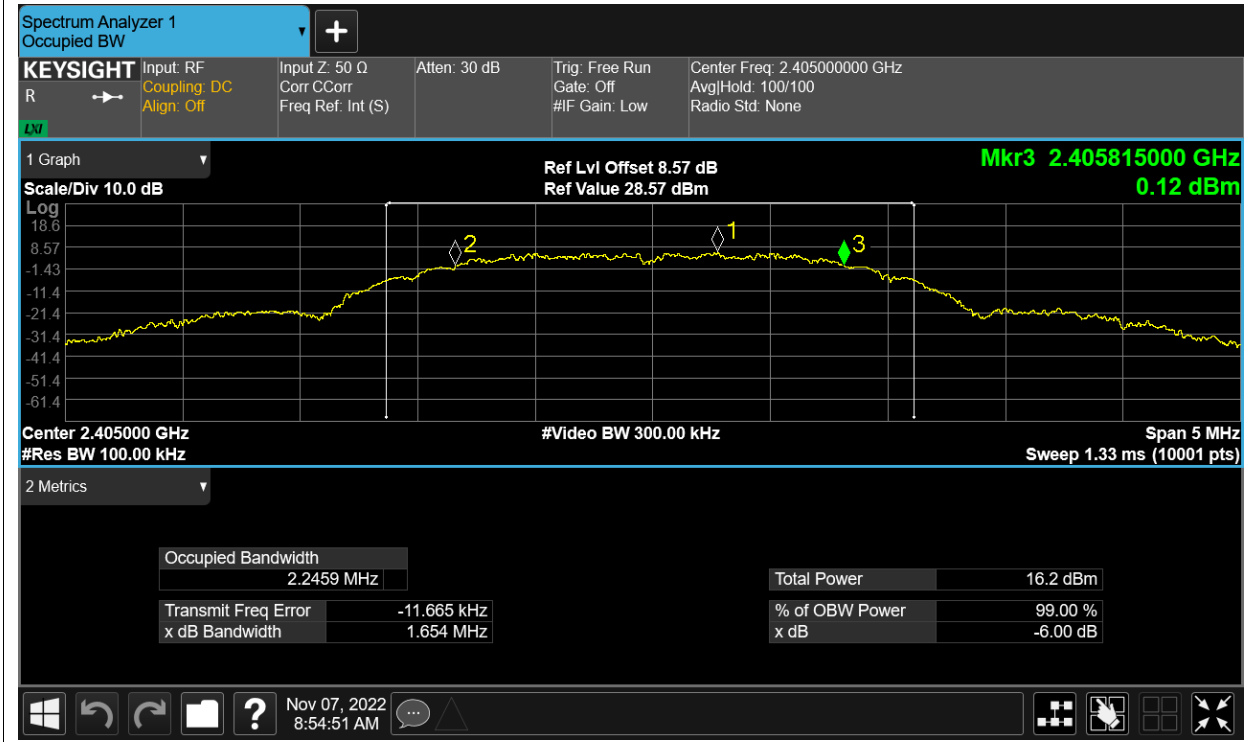 Spectrum Analyzer 1
Occupied BW
KEYSIGHT
R
LXI
Input: RF
Coupling: DC
Align: Off
Input Z: 50 Ω
Corr CCorr
Freq Ref: Int (S)
Atten: 30 dB
Trig: Free Run
Gate: Off
#IF Gain: Low
Center Freq: 2.405000000 GHz
Avg|Hold: 100/100
Radio Std: None
1 Graph
Scale/Div 10.0 dB
Ref Lvl Offset 8.57 dB
Ref Value 28.57 dBm
Mkr3 2.405815000 GHz
0.12 dBm
Log
18.6
8.57
-1.43
-11.4
-21.4
-31.4
-41.4
-51.4
-61.4
2
1
3
Center 2.405000 GHz
#Res BW 100.00 kHz
#Video BW 300.00 kHz
Span 5 MHz
Sweep 1.33 ms (10001 pts)
2 Metrics
Occupied Bandwidth
2.2459 MHz
Transmit Freq Error -11.665 kHz
x dB Bandwidth 1.654 MHz
Total Power 16.2 dBm
% of OBW Power 99.00 %
x dB -6.00 dB
?
Nov 07, 2022
8:54:51 AM